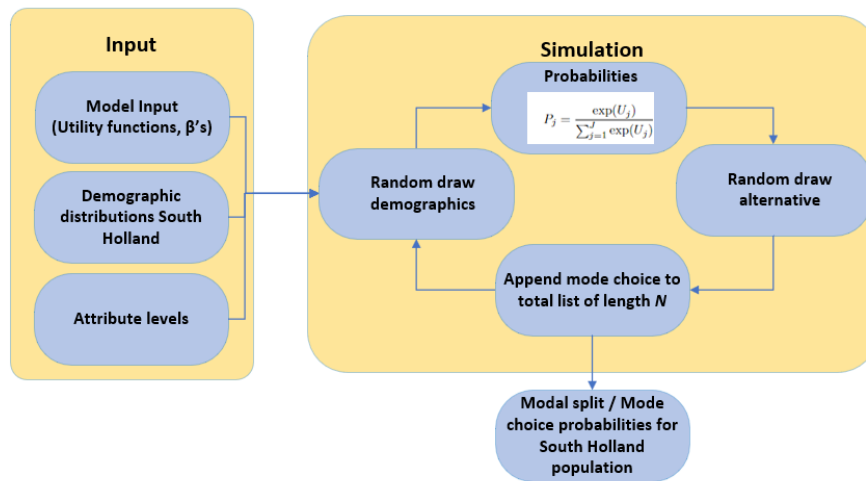 Input
Model Input
(Utility functions, β's)
Demographic
distributions South
Holland
Attribute levels
Simulation
Probabilities
P_j = exp(U_j) / ∑_{j=1}^{J} exp(U_j)
Random draw
demographics
Random draw
alternative
Append mode choice to
total list of length N
Modal split / Mode
choice probabilities for
South Holland
population